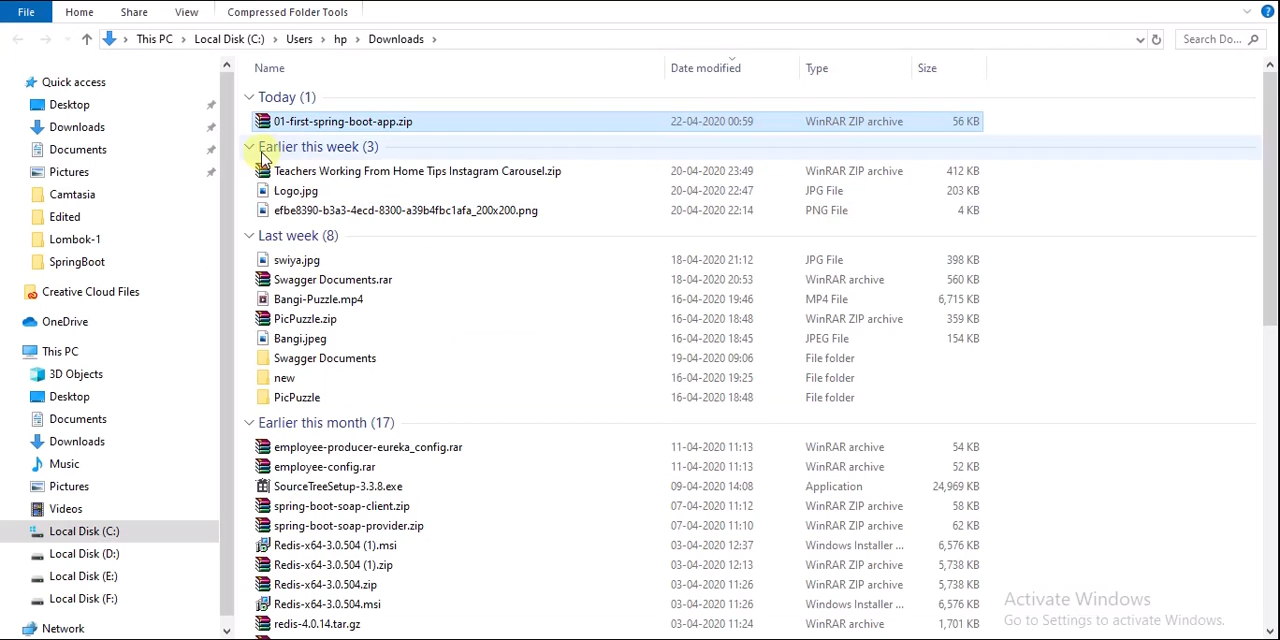 File Home Share View Compressed Folder Tools
This PC Local Disk (C:) Users hp Downloads Search Do...
Name Date modified Type Size
Quick access
Desktop
Downloads
Documents
Pictures
Camtasia
Edited
Lombok-1
SpringBoot
Creative Cloud Files
OneDrive
This PC
3D Objects
Desktop
Documents
Downloads
Music
Pictures
Videos
Local Disk (C:)
Local Disk (D:)
Local Disk (E:)
Local Disk (F:)
Network
Today (1)
01-first-spring-boot-app.zip 22-04-2020 00:59 WinRAR ZIP archive 56 KB
Earlier this week (3)
Teachers Working From Home Tips Instagram Carousel.zip 20-04-2020 23:49 WinRAR ZIP archive 412 KB
Logo.jpg 20-04-2020 22:47 JPG File 203 KB
efbe8390-b3a3-4ecd-8300-a39b4fbc1afa_200x200.png 20-04-2020 22:14 PNG File 4 KB
Last week (8)
swiya.jpg 18-04-2020 21:12 JPG File 398 KB
Swagger Documents.rar 18-04-2020 20:53 WinRAR archive 560 KB
Bangi-Puzzle.mp4 16-04-2020 19:46 MP4 File 6,715 KB
PicPuzzle.zip 16-04-2020 18:48 WinRAR ZIP archive 359 KB
Bangi.jpeg 16-04-2020 18:45 JPEG File 154 KB
Swagger Documents 19-04-2020 09:06 File folder
new 16-04-2020 19:25 File folder
PicPuzzle 16-04-2020 18:48 File folder
Earlier this month (17)
employee-producer-eureka_config.rar 11-04-2020 11:13 WinRAR archive 54 KB
employee-config.rar 11-04-2020 11:13 WinRAR archive 52 KB
SourceTreeSetup-3.3.8.exe 09-04-2020 14:08 Application 24,969 KB
spring-boot-soap-client.zip 07-04-2020 11:12 WinRAR ZIP archive 58 KB
spring-boot-soap-provider.zip 07-04-2020 11:10 WinRAR ZIP archive 62 KB
Redis-x64-3.0.504 (1).msi 03-04-2020 12:37 Windows Installer ... 6,576 KB
Redis-x64-3.0.504 (1).zip 03-04-2020 12:13 WinRAR ZIP archive 5,738 KB
Redis-x64-3.0.504.zip 03-04-2020 11:26 WinRAR ZIP archive 5,738 KB
Redis-x64-3.0.504.msi 03-04-2020 11:26 Windows Installer ... 6,576 KB
redis-4.0.14.tar.gz 03-04-2020 11:24 WinRAR archive 1,701 KB
Activate Windows
Go to Settings to activate Windows.